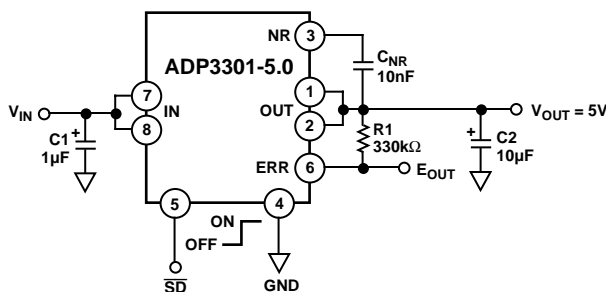 NR
3
ADP3301-5.0
C_NR
10nF
7
IN
8
V_IN
C1
+
1µF
1
OUT
2
V_OUT = 5V
R1
330kΩ
+
C2
10µF
ERR
6
E_OUT
5
4
ON
OFF
S̅D̅
GND